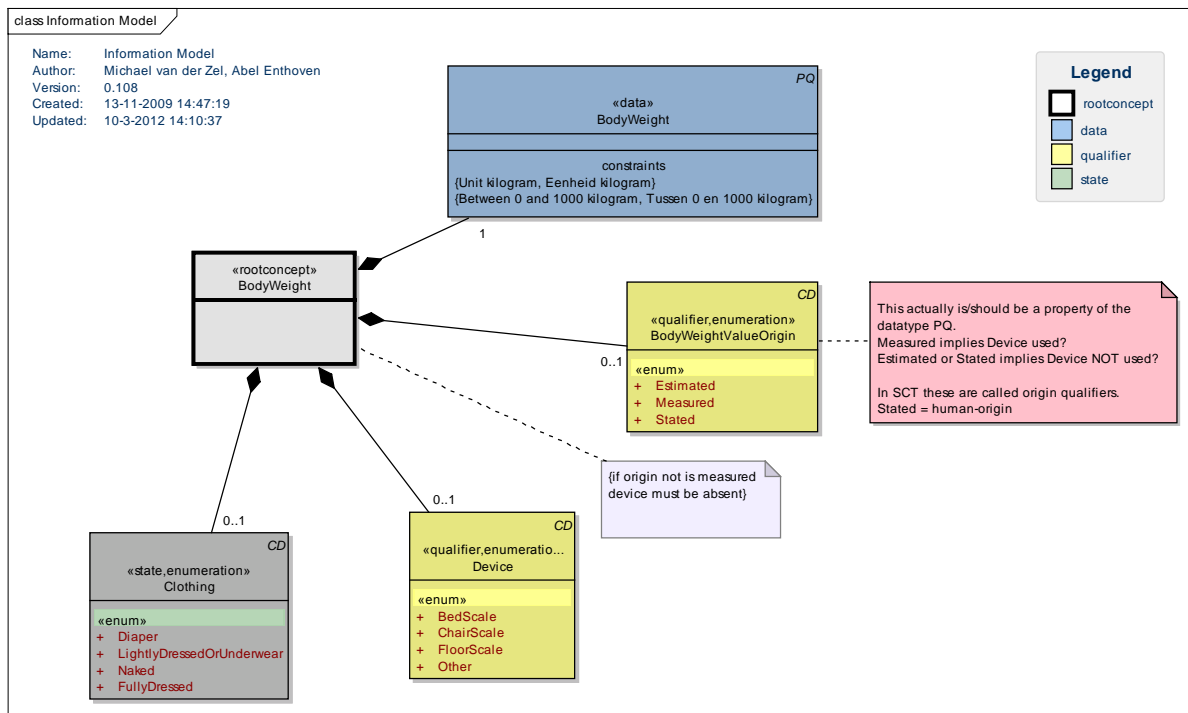 class Information Model
Name: Information Model
Author: Michael van der Zel, Abel Enthoven
Version: 0.108
Created: 13-11-2009 14:47:19
Updated: 10-3-2012 14:10:37
PQ
«data»
BodyWeight
constraints
{Unit kilogram, Eenheid kilogram}
{Between 0 and 1000 kilogram, Tussen 0 en 1000 kilogram}
Legend
rootconcept
data
qualifier
state
1
«rootconcept»
BodyWeight
CD
«qualifier,enumeration»
BodyWeightValueOrigin
«enum»
+ Estimated
+ Measured
+ Stated
0..1
This actually is/should be a property of the
datatype PQ.
Measured implies Device used?
Estimated or Stated implies Device NOT used?
In SCT these are called origin qualifiers.
Stated = human-origin
{if origin not is measured
device must be absent}
0..1
0..1
CD
«state,enumeration»
Clothing
«enum»
+ Diaper
+ LightlyDressedOrUnderwear
+ Naked
+ FullyDressed
CD
«qualifier,enumeratio...
Device
«enum»
+ BedScale
+ ChairScale
+ FloorScale
+ Other